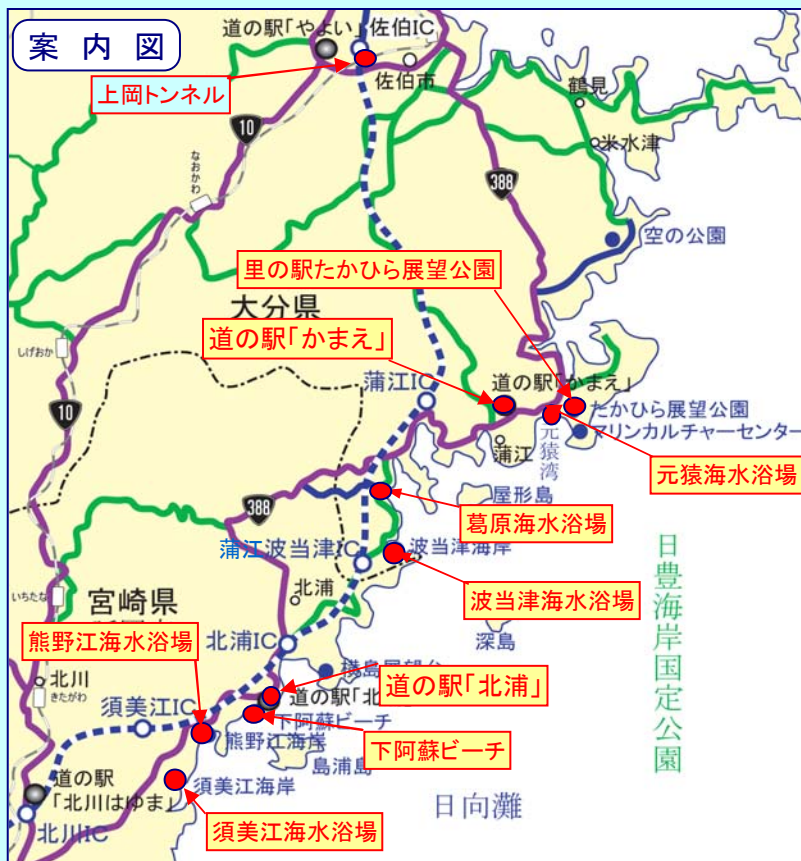 案 内 図
道の駅「やよい」
佐伯IC
上岡トンネル
佐伯市
鶴見
10
米水津
なおかわ
388
空の公園
里の駅たかひら展望公園
大分県
道の駅「かまえ」
しげおか
道の駅「かまえ」
蒲江IC
10
たかひら展望公園
マリンカルチャーセンター
蒲江
元猿湾
元猿海水浴場
屋形島
388
葛原海水浴場
蒲江波当津IC
波当津海岸
日豊海岸国定公園
いちたな
宮崎県
北浦
波当津海水浴場
熊野江海水浴場
北浦IC
深島
北川
きたがわ
横島展望台
道の駅「北浦」
須美江IC
道の駅「北
下阿蘇ビーチ
熊野江海岸
下阿蘇ビーチ
島浦島
道の駅
「北川はゆま」
須美江海岸
日向灘
北川IC
須美江海水浴場